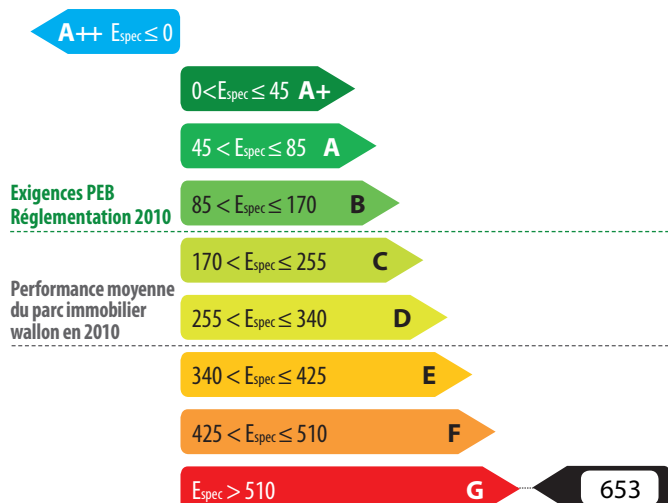 A++ Espec ≤ 0
0<Espec ≤ 45 A+
45 < Espec ≤ 85 A
Exigences PEB
Réglementation 2010
85 < Espec ≤ 170 B
170 < Espec ≤ 255 C
Performance moyenne
du parc immobilier
wallon en 2010
255 < Espec ≤ 340 D
340 < Espec ≤ 425 E
425 < Espec ≤ 510 F
Espec > 510 G
653